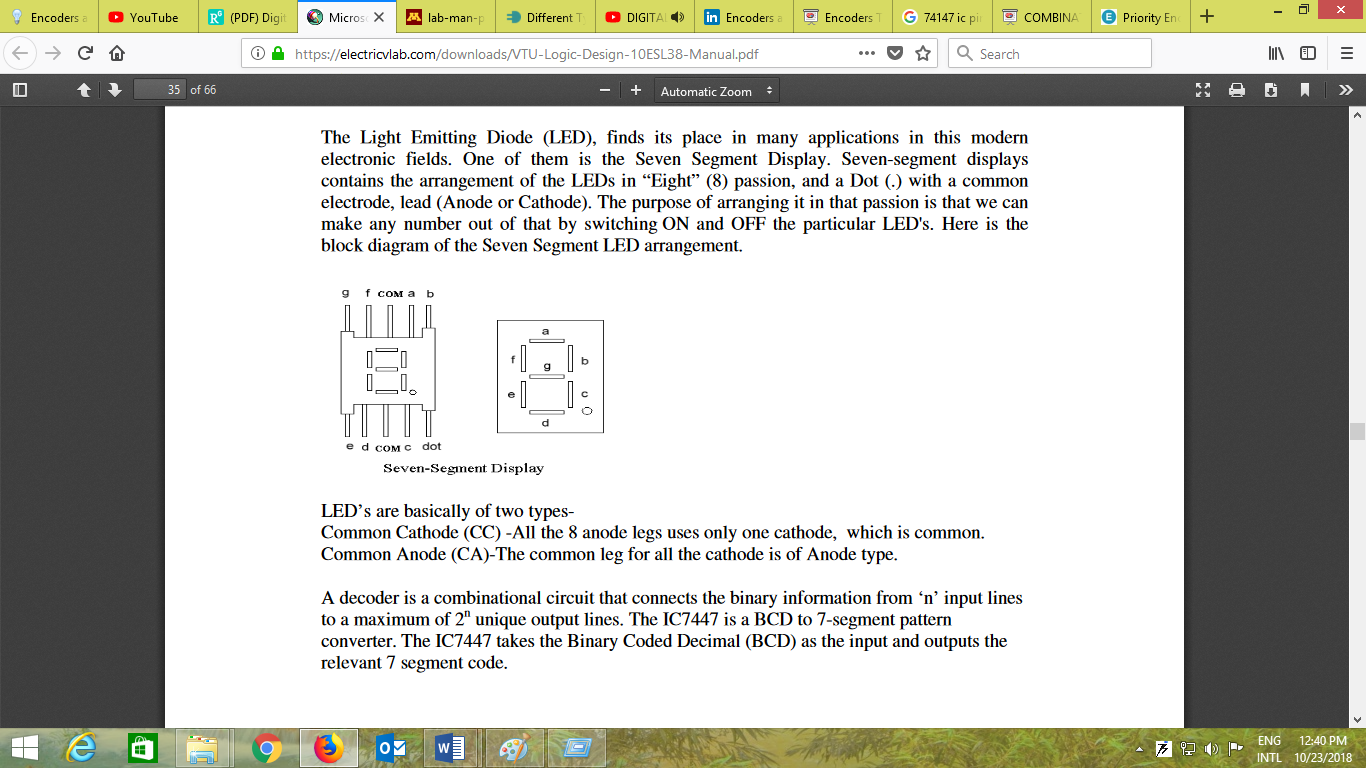 Encoders a
YouTube
(PDF) Digit
Micros
lab-man-p
Different T
DIGITAL
Encoders a
Encoders T
74147 ic pi
COMBINA
Priority En
https://electricvlab.com/downloads/VTU-Logic-Design-10ESL38-Manual.pdf
Search
35 of 66
Automatic Zoom
The Light Emitting Diode (LED), finds its place in many applications in this modern
electronic fields. One of them is the Seven Segment Display. Seven-segment displays
contains the arrangement of the LEDs in “Eight” (8) passion, and a Dot (.) with a common
electrode, lead (Anode or Cathode). The purpose of arranging it in that passion is that we can
make any number out of that by switching ON and OFF the particular LED's. Here is the
block diagram of the Seven Segment LED arrangement.
g f COM a b
e d COM c dot
a
f b
g
e c
d
Seven-Segment Display
LED’s are basically of two types-
Common Cathode (CC) -All the 8 anode legs uses only one cathode, which is common.
Common Anode (CA)-The common leg for all the cathode is of Anode type.
A decoder is a combinational circuit that connects the binary information from ‘n’ input lines
to a maximum of 2ⁿ unique output lines. The IC7447 is a BCD to 7-segment pattern
converter. The IC7447 takes the Binary Coded Decimal (BCD) as the input and outputs the
relevant 7 segment code.
ENG 12:40 PM
INTL 10/23/2018